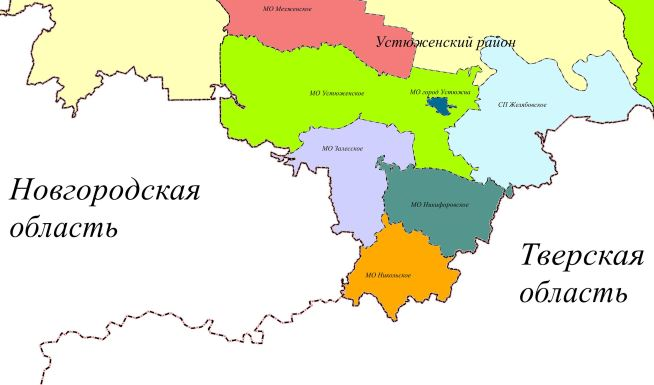 МО Мезженское
Устюженский район
МО Устюженское
МО город Устюжна
СП Желябовское
МО Залесское
Новгородская
область
МО Никифоровское
Тверская
область
МО Никольское